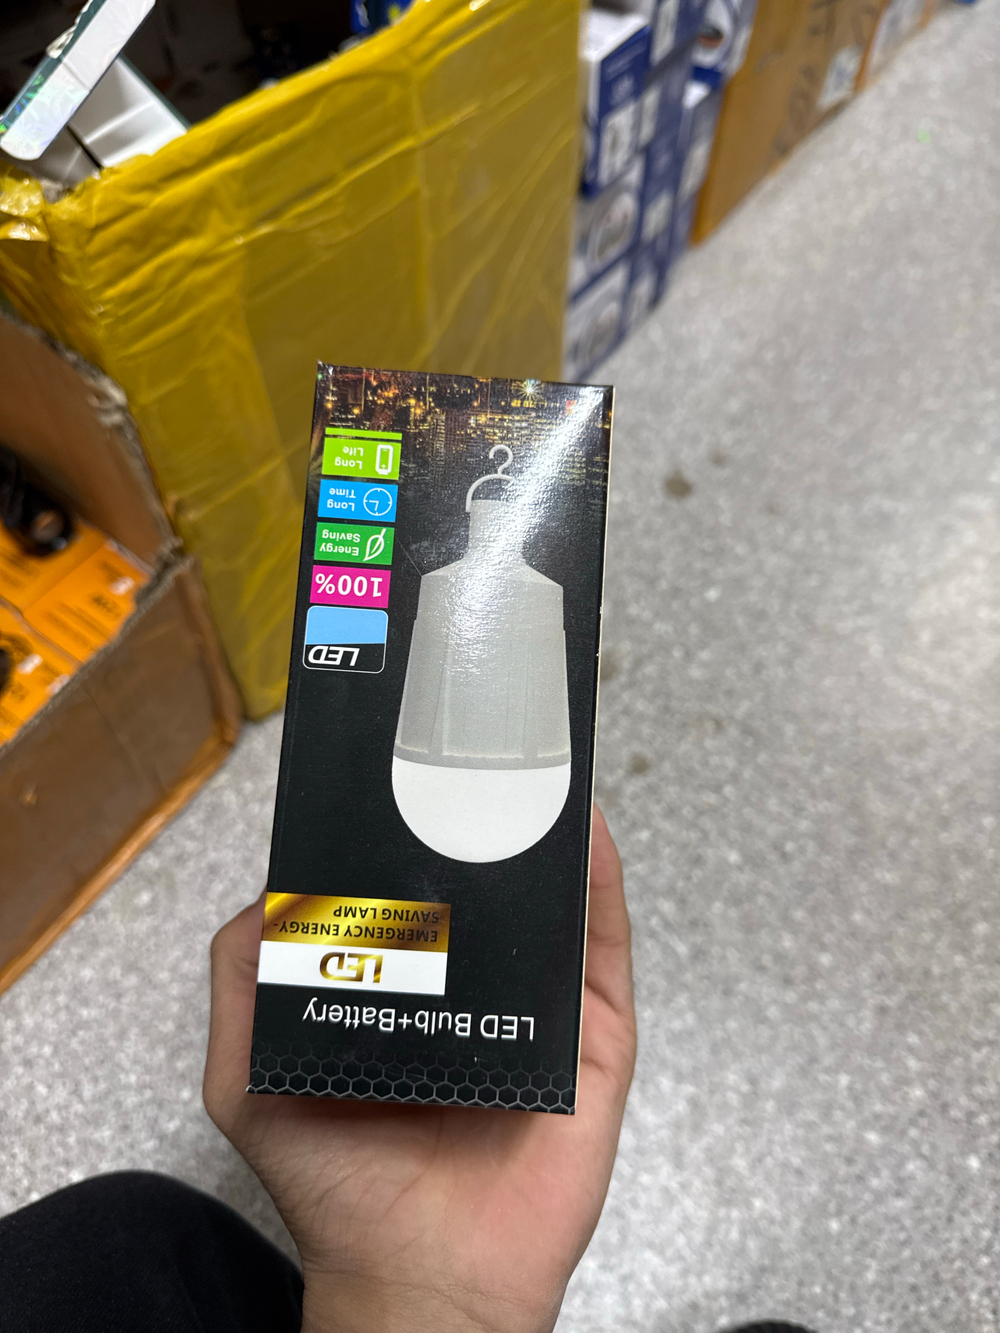 LED Bulb+Battery
LED
EMERGENCY ENERGY-
SAVING LAMP
LED
100%
Energy
Saving
Long
Time
Long
Life